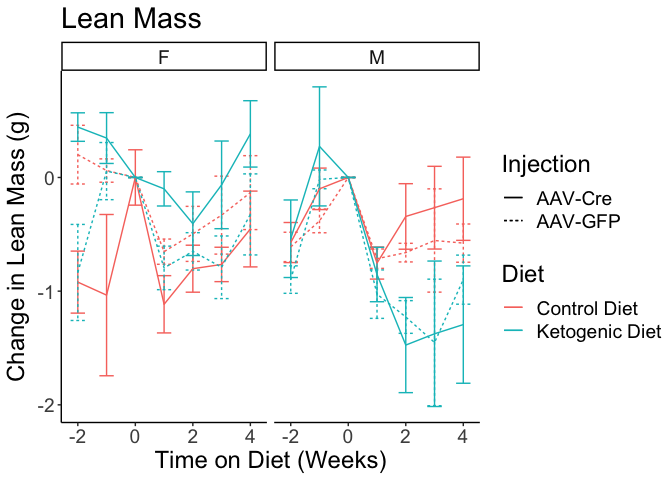 Lean Mass
F
M
Change in Lean Mass (g)
0
-1
-2
-2 0 2 4
-2 0 2 4
Time on Diet (Weeks)
Injection
AAV-Cre
AAV-GFP
Diet
Control Diet
Ketogenic Diet